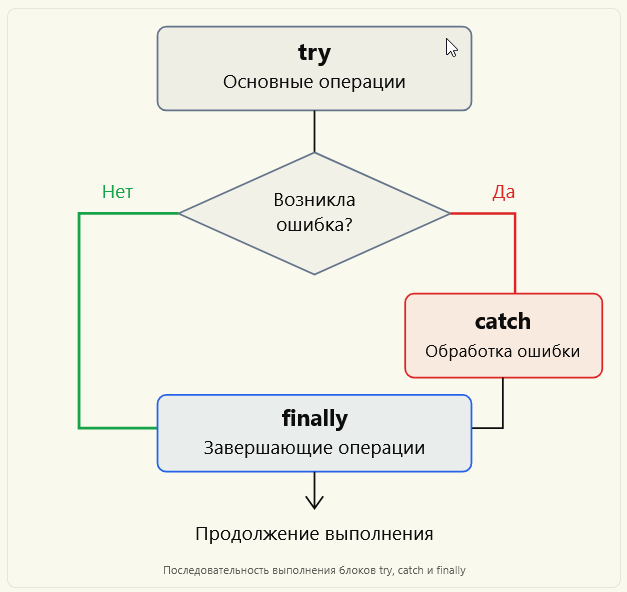 try
Основные операции
Возникла
ошибка?
Нет
Да
catch
Обработка ошибки
finally
Завершающие операции
Продолжение выполнения
Последовательность выполнения блоков try, catch и finally